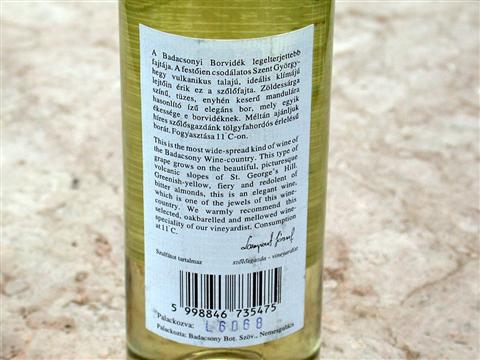 A Badacsonyi Borvidék legelterjettebb
fajtája. A festőien csodálatos Szent György-
hegy vulkanikus talajú, ideális klímájú
lejtőin érik ez a szőlőfajta. Zöldessárga
színű, tüzes, enyhén keserű mandulára
hasonlító ízű elegáns bor, mely egyik
ékessége e borvidéknek. Méltán ajánljuk
híres szőlősgazdánk tölgyfahordós érlelésű
borát. Fogyasztása 11°C-on.
This is the most wide-spread kind of wine of
the Badacsony Wine-country. This type of
grape grows on the beautiful, picturesque
volcanic slopes of St. George's Hill.
Greenish-yellow, fiery and redolent of
bitter almonds, this is an elegant wine,
which is one of the jewels of this wine-
country. We warmly recommend this
selected, oakbarelled and mellowed wine-
speciality of our vineyardist. Consumption
at 11°C.
Szulfitot tartalmaz
szőlősgazda - vineyardist
5 998846 735475
Palackozva: L6068
Palackozta: Badacsony Bot. Szöv., Nemesgulács